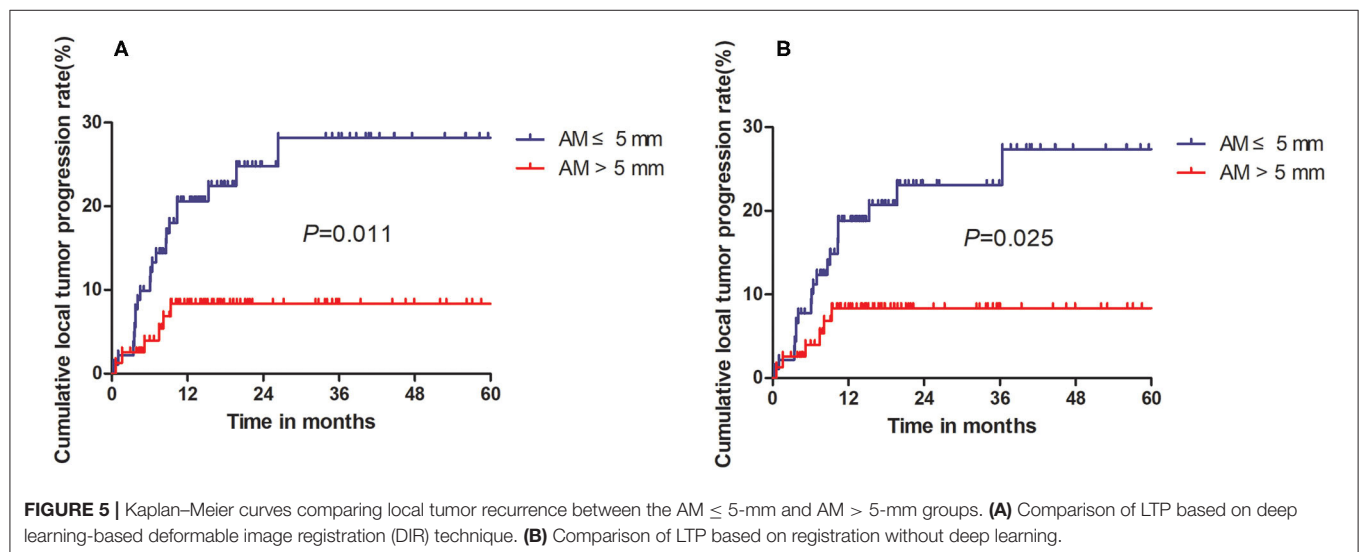 A
Cumulative local tumor progression rate(%)
30
20
10
0
0 12 24 36 48 60
Time in months
AM ≤ 5 mm
AM > 5 mm
P=0.011
B
Cumulative local tumor progression rate(%)
30
20
10
0
0 12 24 36 48 60
Time in months
AM ≤ 5 mm
AM > 5 mm
P=0.025
FIGURE 5 | Kaplan–Meier curves comparing local tumor recurrence between the AM ≤ 5-mm and AM > 5-mm groups. (A) Comparison of LTP based on deep
learning-based deformable image registration (DIR) technique. (B) Comparison of LTP based on registration without deep learning.